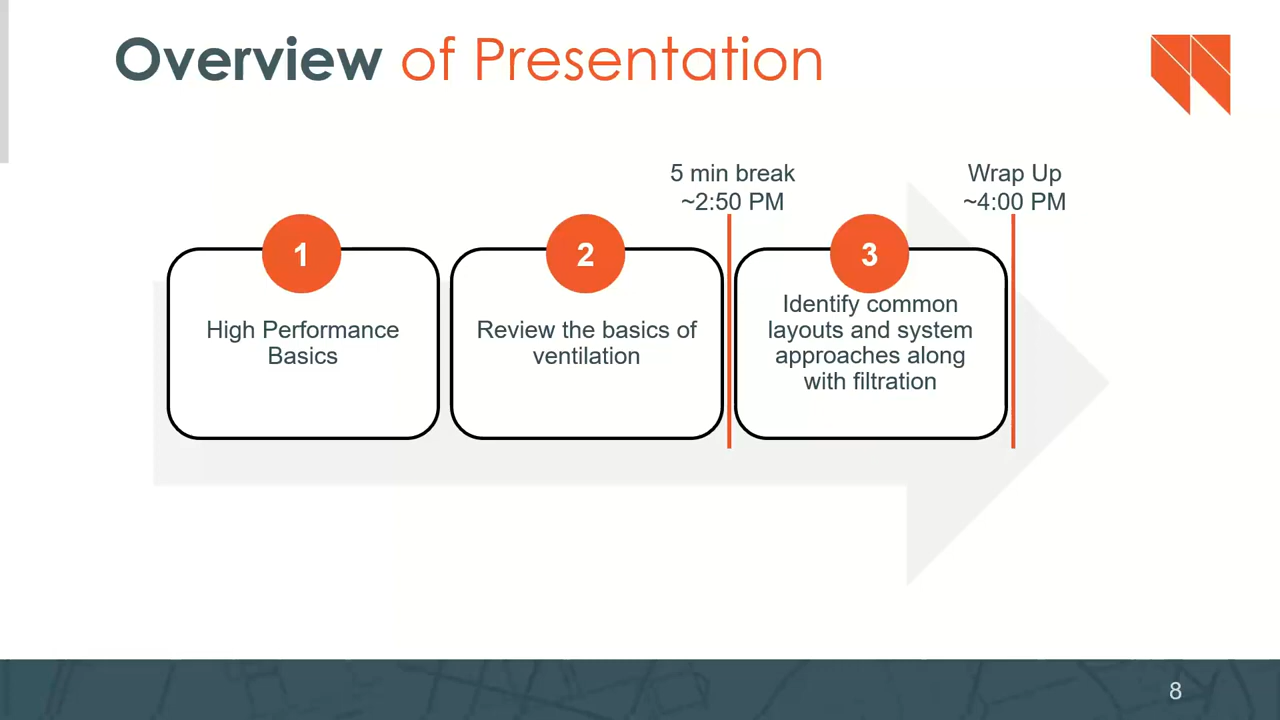 Overview of Presentation
5 min break
~2:50 PM
Wrap Up
~4:00 PM
1
High Performance
Basics
2
Review the basics of
ventilation
3
Identify common
layouts and system
approaches along
with filtration
8